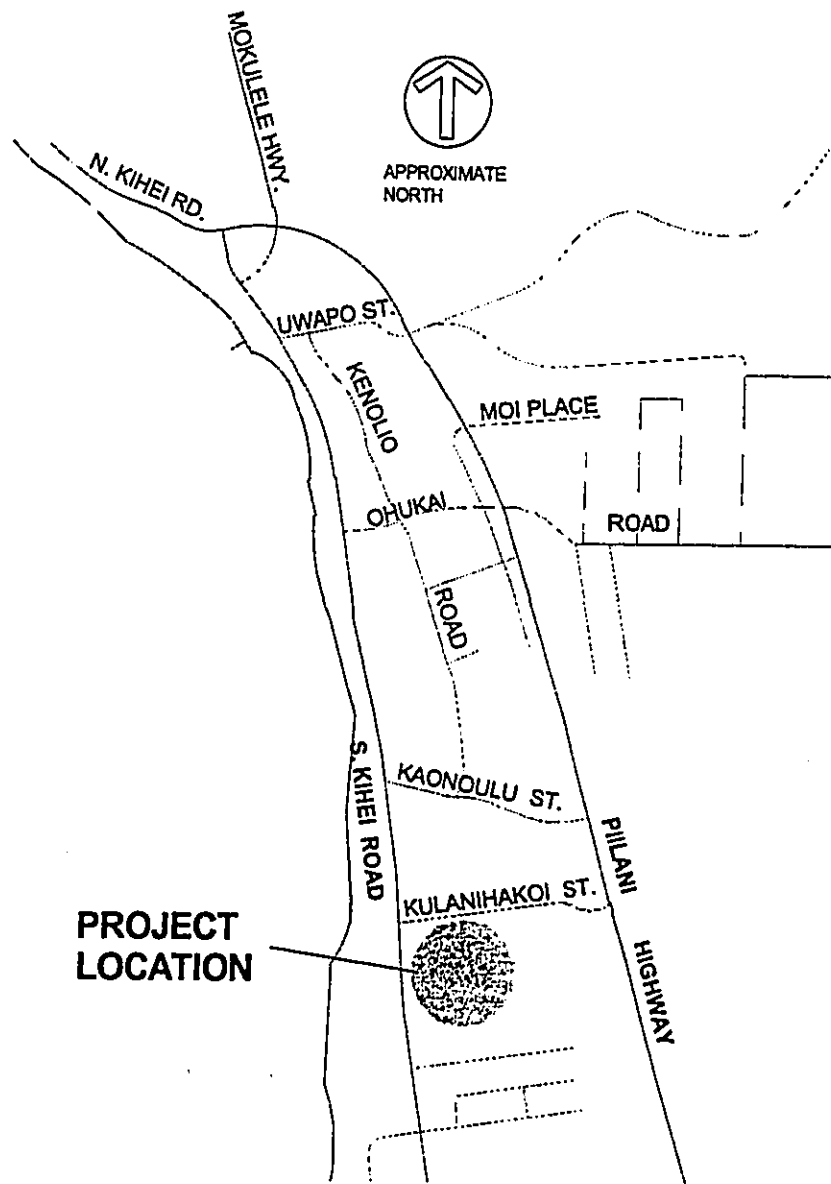 MOKULELE HWY.
APPROXIMATE
NORTH
N. KIHEI RD.
UWAPO ST.
KENOLIO
MOI PLACE
OHUKAI
ROAD
ROAD
S. KIHEI ROAD
KAONOULU ST.
PIILANI
KULANIHAKOI ST.
PROJECT
LOCATION
HIGHWAY